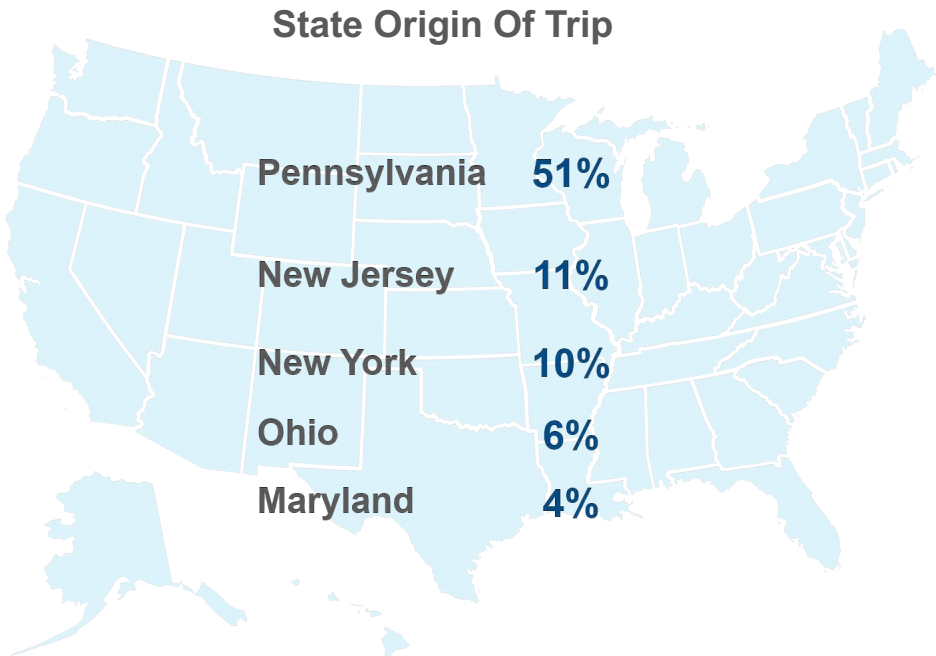 State Origin Of Trip
Pennsylvania 51%
New Jersey 11%
New York 10%
Ohio 6%
Maryland 4%